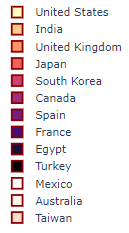 United States
India
United Kingdom
Japan
South Korea
Canada
Spain
France
Egypt
Turkey
Mexico
Australia
Taiwan